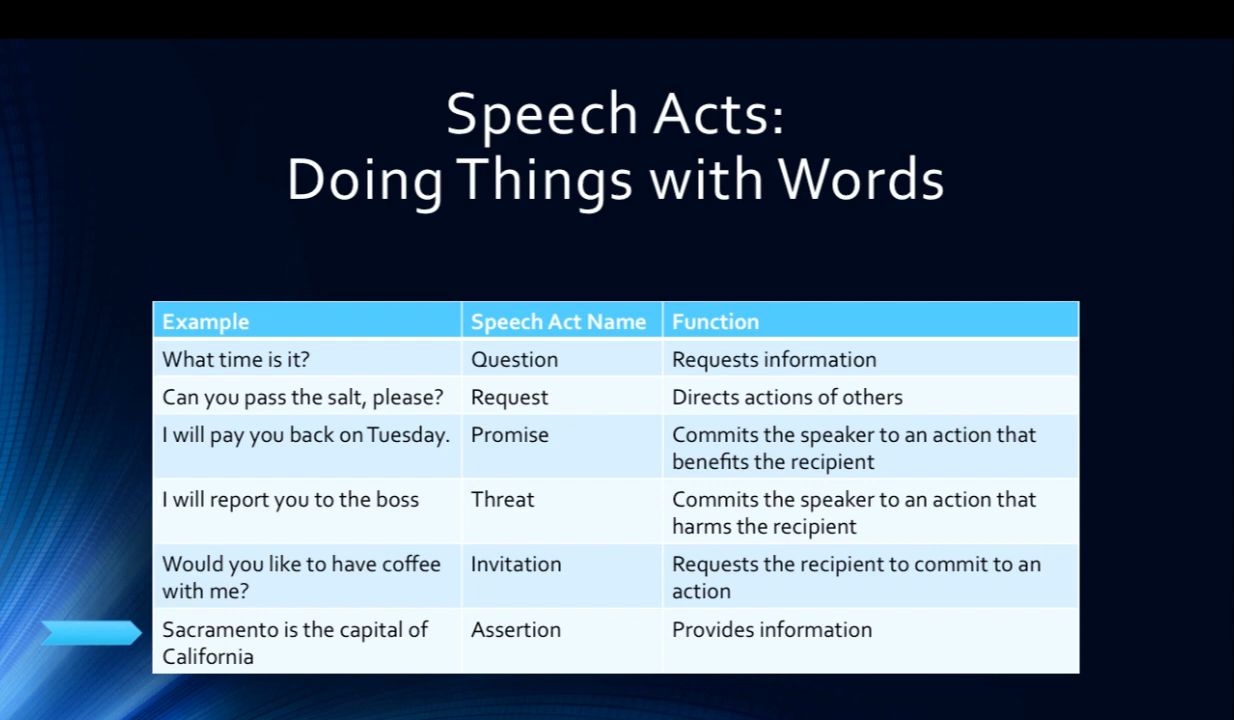 Speech Acts:
Doing Things with Words
Example Speech Act Name Function
What time is it? Question Requests information
Can you pass the salt, please? Request Directs actions of others
I will pay you back on Tuesday. Promise Commits the speaker to an action that
benefits the recipient
I will report you to the boss Threat Commits the speaker to an action that
harms the recipient
Would you like to have coffee Invitation Requests the recipient to commit to an
with me? action
Sacramento is the capital of Assertion Provides information
California